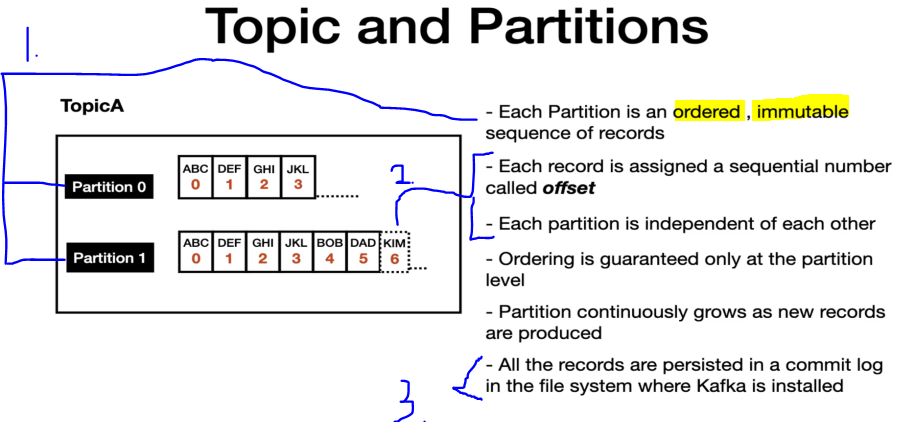 Topic and Partitions
1.
TopicA
- Each Partition is an ordered , immutable
sequence of records
- Each record is assigned a sequential number
called offset
- Each partition is independent of each other
- Ordering is guaranteed only at the partition
level
- Partition continuously grows as new records
are produced
- All the records are persisted in a commit log
in the file system where Kafka is installed
Partition 0
ABC DEF GHI JKL
0 1 2 3
........
2.
Partition 1
ABC DEF GHI JKL BOB DAD KIM
0 1 2 3 4 5 6
....
3.